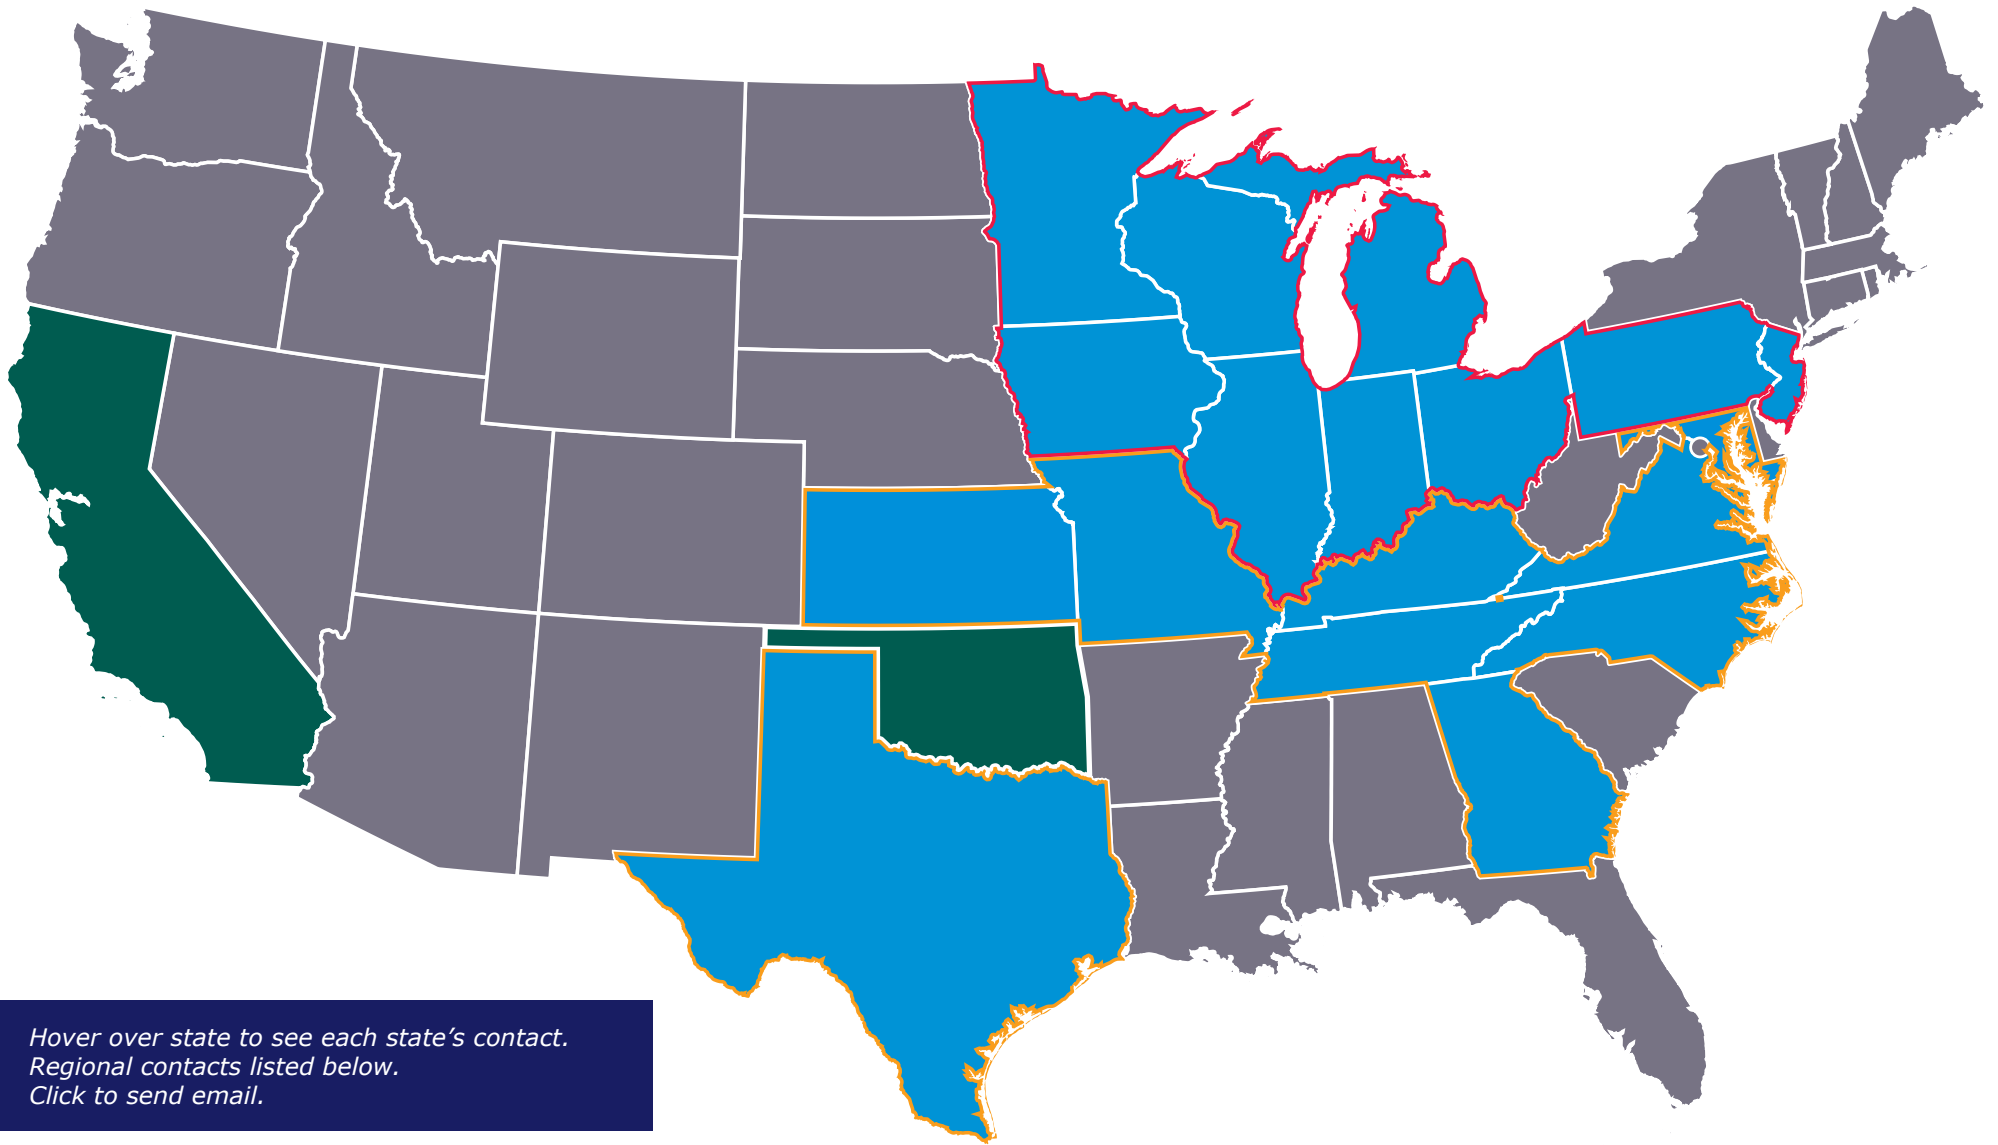 Hover over state to see each state’s contact.
Regional contacts listed below.
Click to send email.